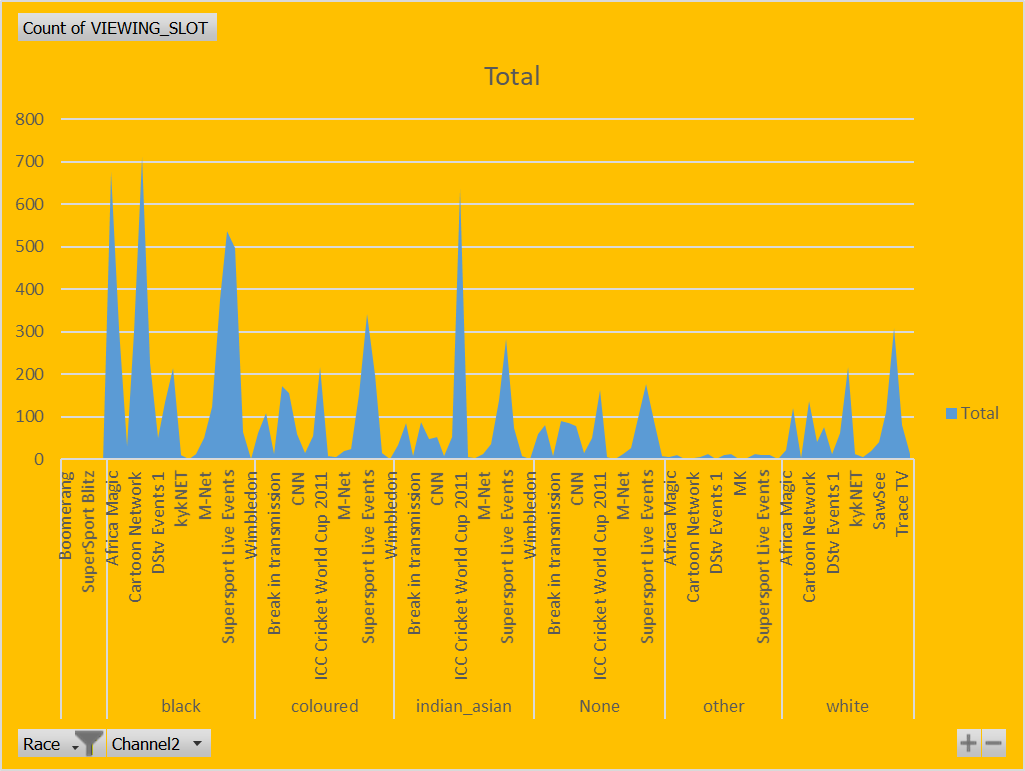 Count of VIEWING_SLOT
Total
800
700
600
500
400
300
200
100
0
Total
Boomerang
SuperSport Blitz
Africa Magic
Cartoon Network
DStv Events 1
kykNET
M-Net
Supersport Live Events
Wimbledon
Break in transmission
CNN
ICC Cricket World Cup 2011
M-Net
Supersport Live Events
Wimbledon
Break in transmission
CNN
ICC Cricket World Cup 2011
M-Net
Supersport Live Events
Wimbledon
Break in transmission
CNN
ICC Cricket World Cup 2011
M-Net
Supersport Live Events
Africa Magic
Cartoon Network
DStv Events 1
MK
Supersport Live Events
Africa Magic
Cartoon Network
DStv Events 1
kykNET
SawSee
Trace TV
black
coloured
indian_asian
None
other
white
Race
Channel2